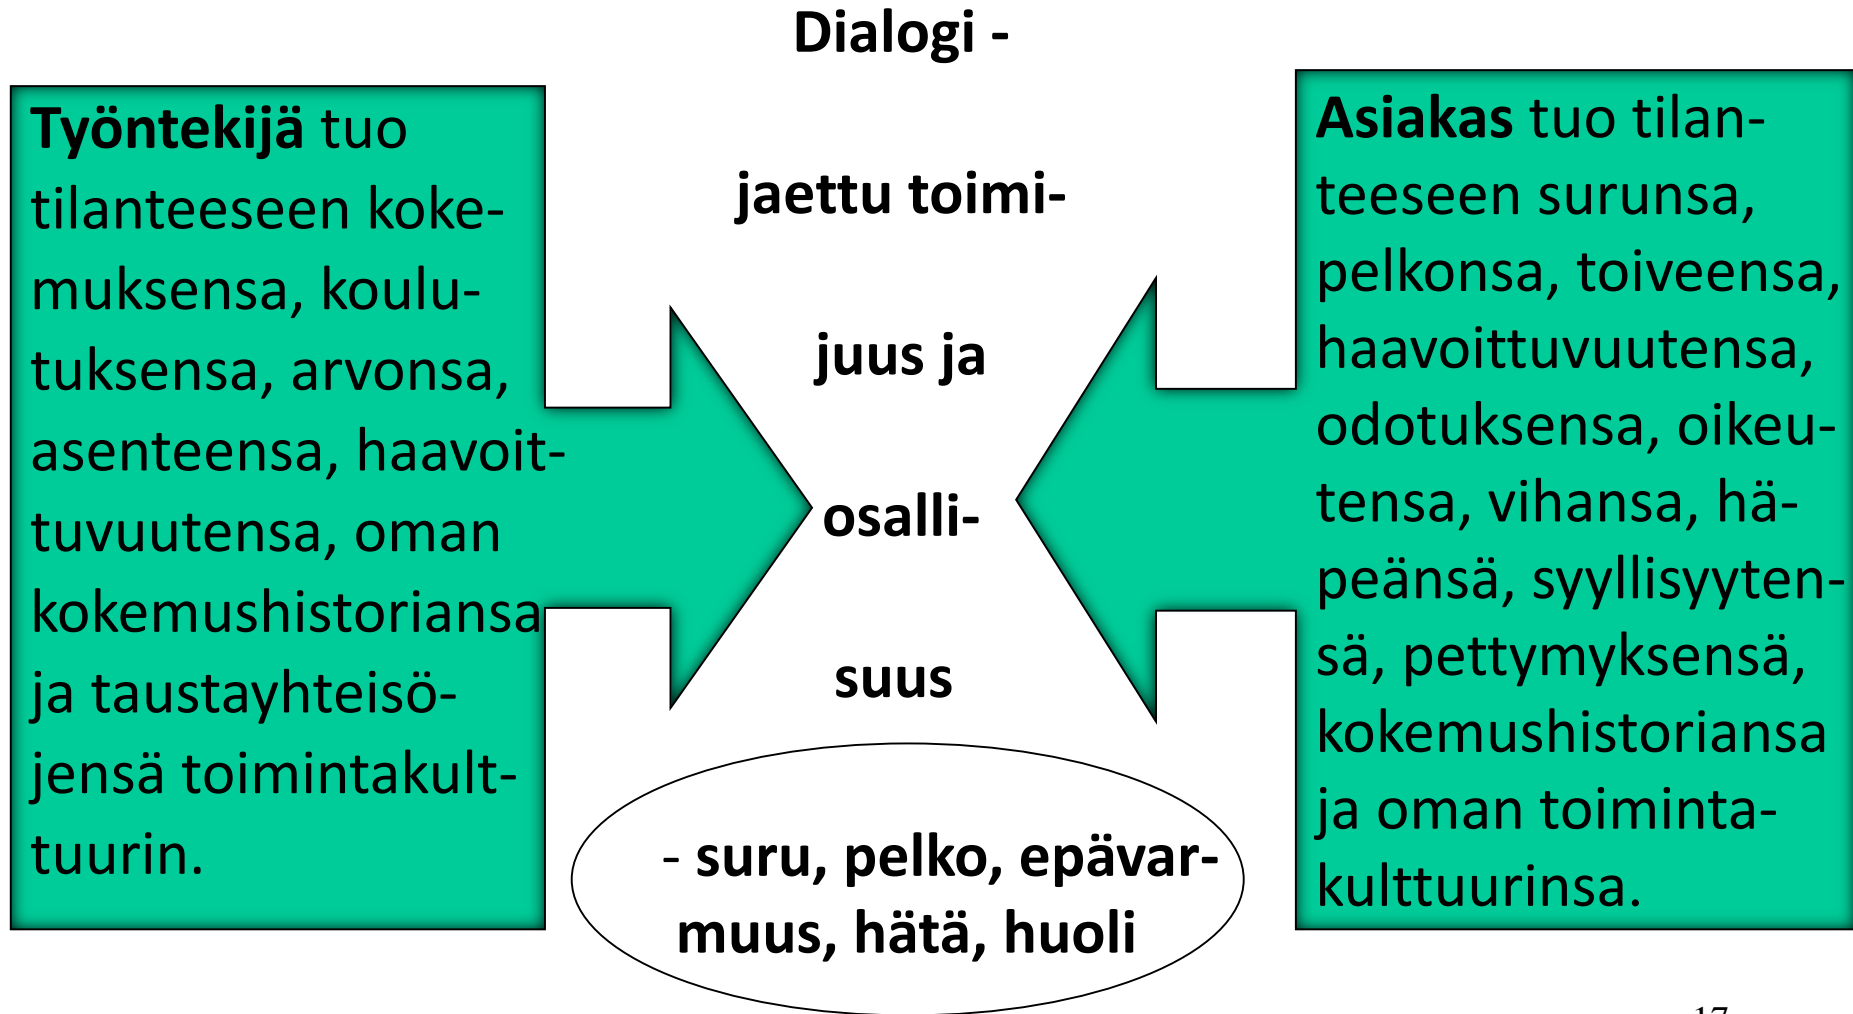 Dialogi -
jaettu toimi-
juus ja
osalli-
suus
Työntekijä tuo
tilanteeseen koke-
muksensa, koulu-
tuksensa, arvonsa,
asenteensa, haavoit-
tuvuutensa, oman
kokemushistoriansa
ja taustayhteisö-
jensä toimintakult-
tuurin.
Asiakas tuo tilan-
teeseen surunsa,
pelkonsa, toiveensa,
haavoittuvuutensa,
odotuksensa, oikeu-
tensa, vihansa, hä-
peänsä, syyllisyyten-
sä, pettymyksensä,
kokemushistoriansa
ja oman toiminta-
kulttuurinsa.
- suru, pelko, epävar-
muus, hätä, huoli
17